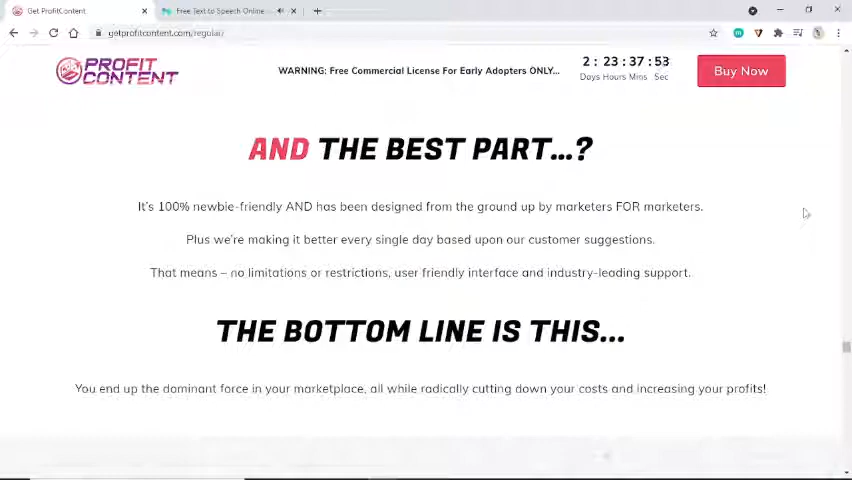 Get ProfitContent
Free Text to Speech Online
getprofitcontent.com/regular/
PROFIT
CONTENT
WARNING: Free Commercial License For Early Adopters ONLY...
2 : 23 : 37 : 53
Days Hours Mins Sec
Buy Now
AND THE BEST PART...?
It's 100% newbie-friendly AND has been designed from the ground up by marketers FOR marketers.
Plus we're making it better every single day based upon our customer suggestions.
That means – no limitations or restrictions, user friendly interface and industry-leading support.
THE BOTTOM LINE IS THIS...
You end up the dominant force in your marketplace, all while radically cutting down your costs and increasing your profits!